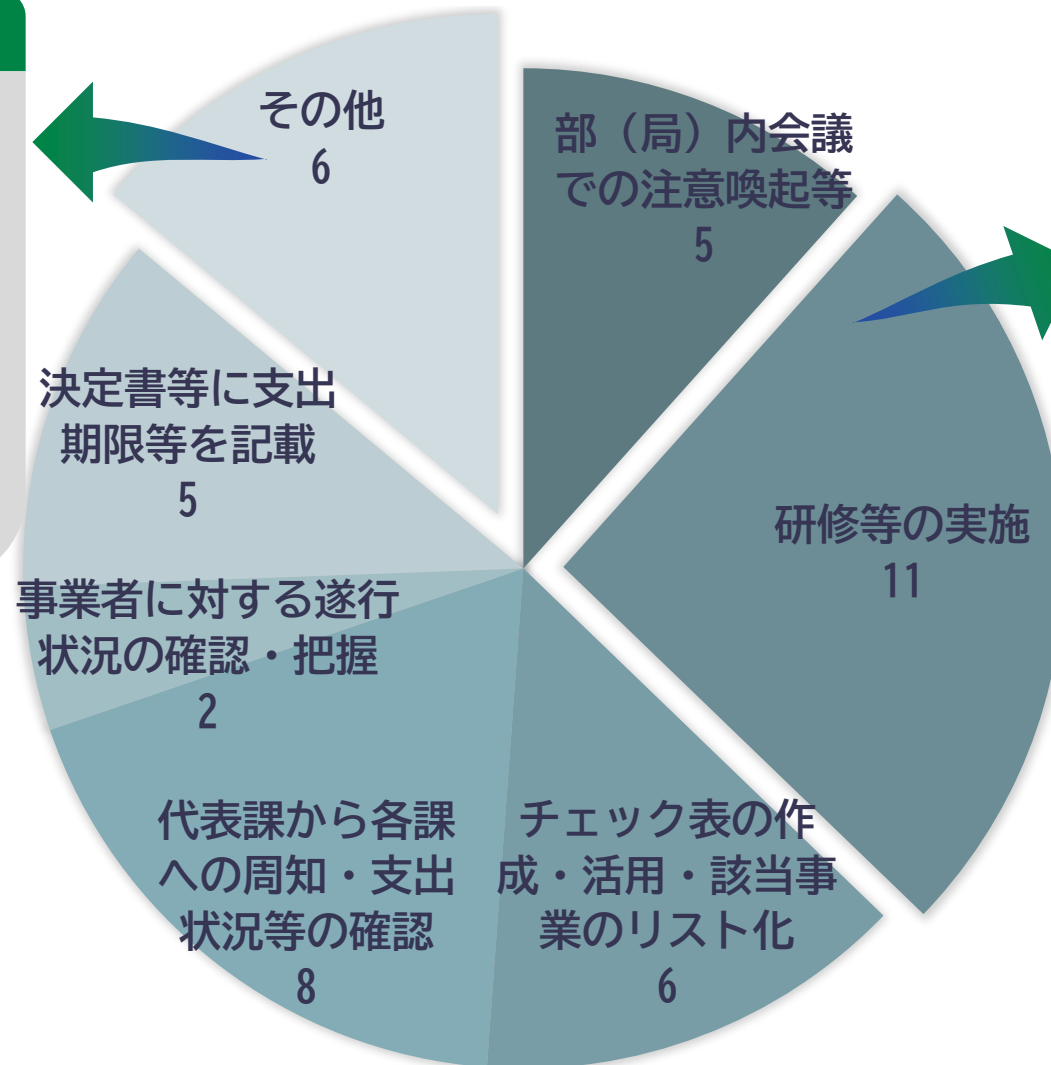 その他
6
部（局）内会議
での注意喚起等
5
研修等の実施
11
決定書等に支出
期限等を記載
5
事業者に対する遂行
状況の確認・把握
2
代表課から各課
への周知・支出
状況等の確認
8
チェック表の作
成・活用・該当事
業のリスト化
6